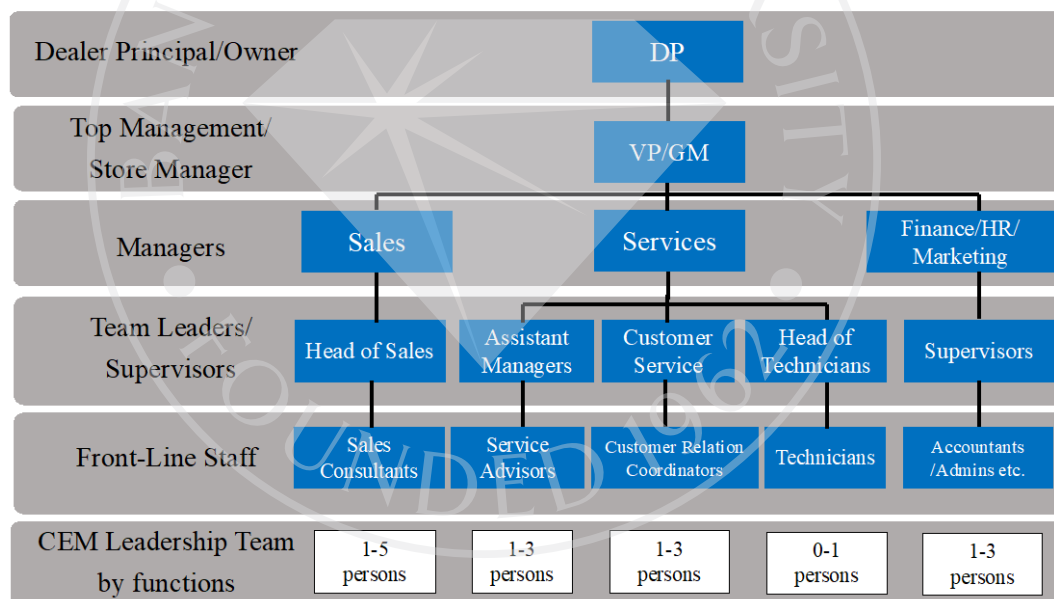 Dealer Principal/Owner
DP
Top Management/
Store Manager
VP/GM
Managers
Sales
Services
Finance/HR/
Marketing
Team Leaders/
Supervisors
Head of Sales
Assistant
Managers
Customer
Service
Head of
Technicians
Supervisors
Front-Line Staff
Sales
Consultants
Service
Advisors
Customer Relation
Coordinators
Technicians
Accountants
/Admins etc.
CEM Leadership Team
by functions
1-5
persons
1-3
persons
1-3
persons
0-1
persons
1-3
persons
FOUNDED 1962